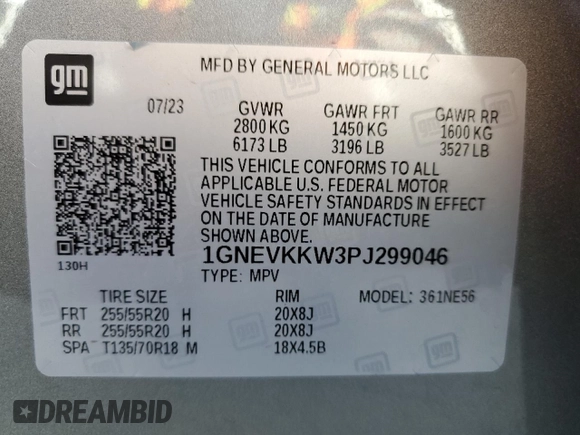 gm
MFD BY GENERAL MOTORS LLC
07/23 GVWR GAWR FRT GAWR RR
2800 KG 1450 KG 1600 KG
6173 LB 3196 LB 3527 LB
THIS VEHICLE CONFORMS TO ALL
APPLICABLE U.S. FEDERAL MOTOR
VEHICLE SAFETY STANDARDS IN EFFECT
ON THE DATE OF MANUFACTURE
SHOWN ABOVE.
130H
1GNEVKKW3PJ299046
TYPE: MPV
TIRE SIZE RIM MODEL: 361NE56
FRT 255/55R20 H 20X8J
RR 255/55R20 H 20X8J
SPA T135/70R18 M 18X4.5B
DREAMBID